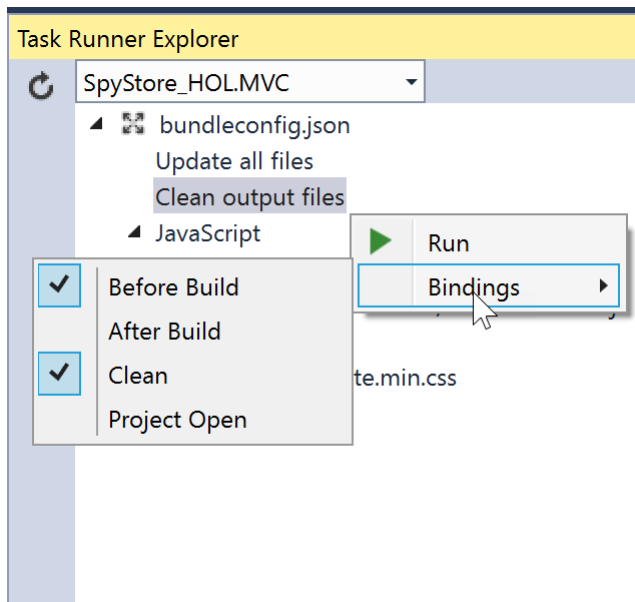 Task Runner Explorer
SpyStore_HOL.MVC
bundleconfig.json
Update all files
Clean output files
JavaScript
Run
Bindings
Before Build
After Build
Clean
Project Open
te.min.css